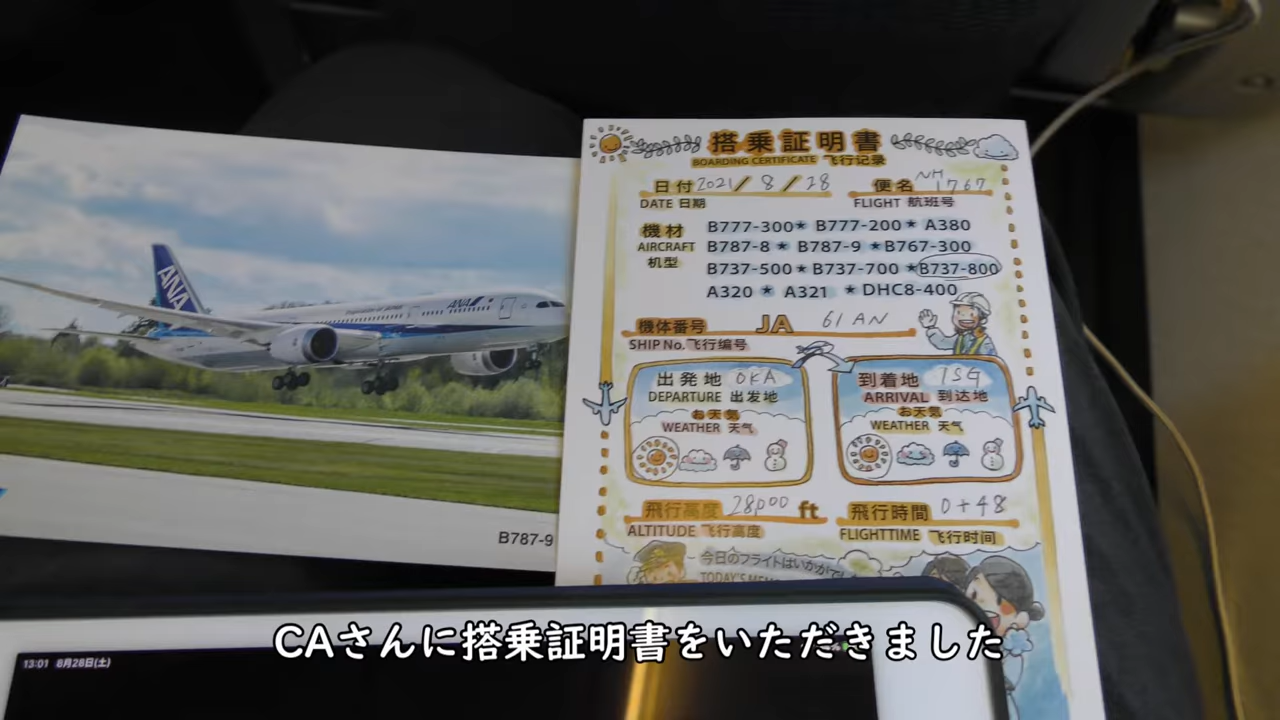 ANA
ANA
B787-9
搭乗証明書
BOARDING CERTIFICATE 飞行记录
日付 2021/8/28
DATE 日期
便名 NH1767
FLIGHT 航班号
機材
AIRCRAFT
机型
B777-300★ B777-200★ A380
B787-8★ B787-9 ★B767-300
B737-500★B737-700★B737-800
A320 ★ A321 ★DHC8-400
機体番号 JA 61AN
SHIP No.飞行编号
出発地 OKA
DEPARTURE 出发地
お天気
WEATHER 天气
到着地 ISG
ARRIVAL 到达地
お天気
WEATHER 天气
飛行高度 28000 ft
ALTITUDE 飞行高度
飛行時間 0+48
FLIGHTTIME 飞行时间
今日のフライトはいかがで
TODAY'S
13:01 8月28日(土)
CAさんに搭乗証明書をいただきました